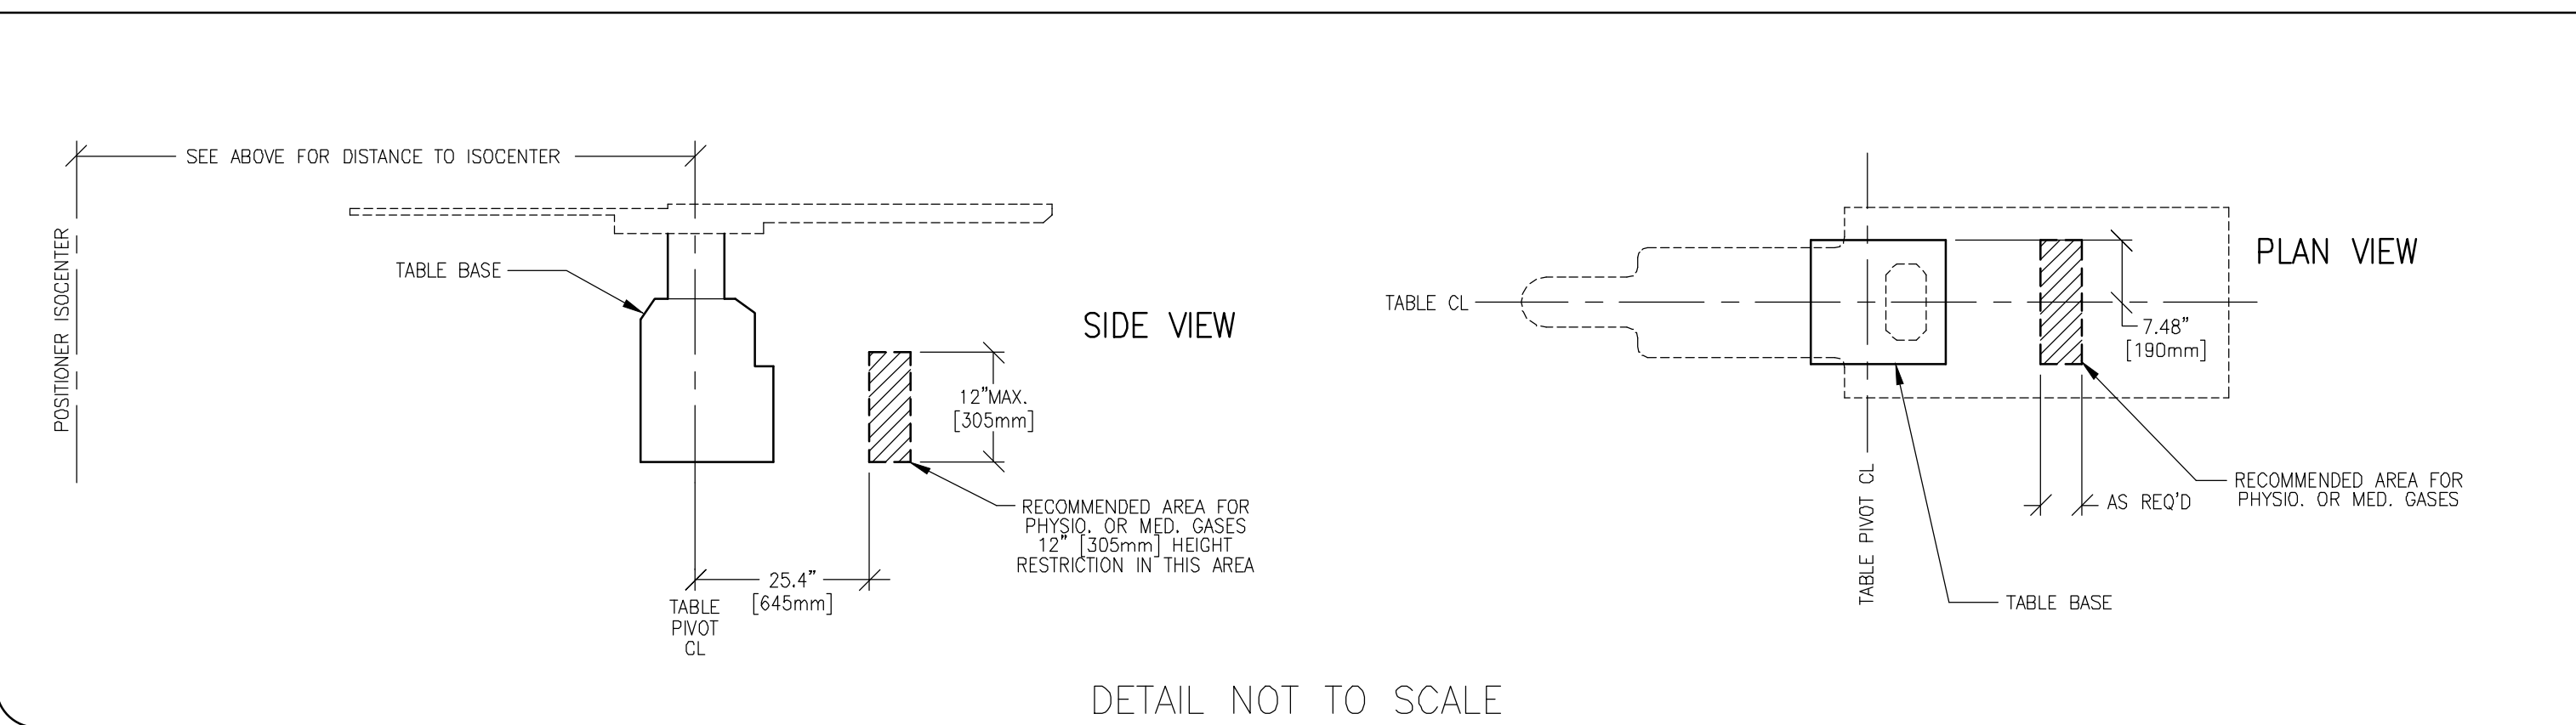 SEE ABOVE FOR DISTANCE TO ISOCENTER
POSITIONER ISOCENTER
TABLE BASE
SIDE VIEW
12”MAX.
[305mm]
RECOMMENDED AREA FOR
PHYSIO. OR MED. GASES
12” [305mm] HEIGHT
RESTRICTION IN THIS AREA
25.4”
[645mm]
TABLE
PIVOT
CL
PLAN VIEW
TABLE CL
7.48”
[190mm]
RECOMMENDED AREA FOR
PHYSIO. OR MED. GASES
AS REQ'D
TABLE PIVOT CL
TABLE BASE
DETAIL NOT TO SCALE